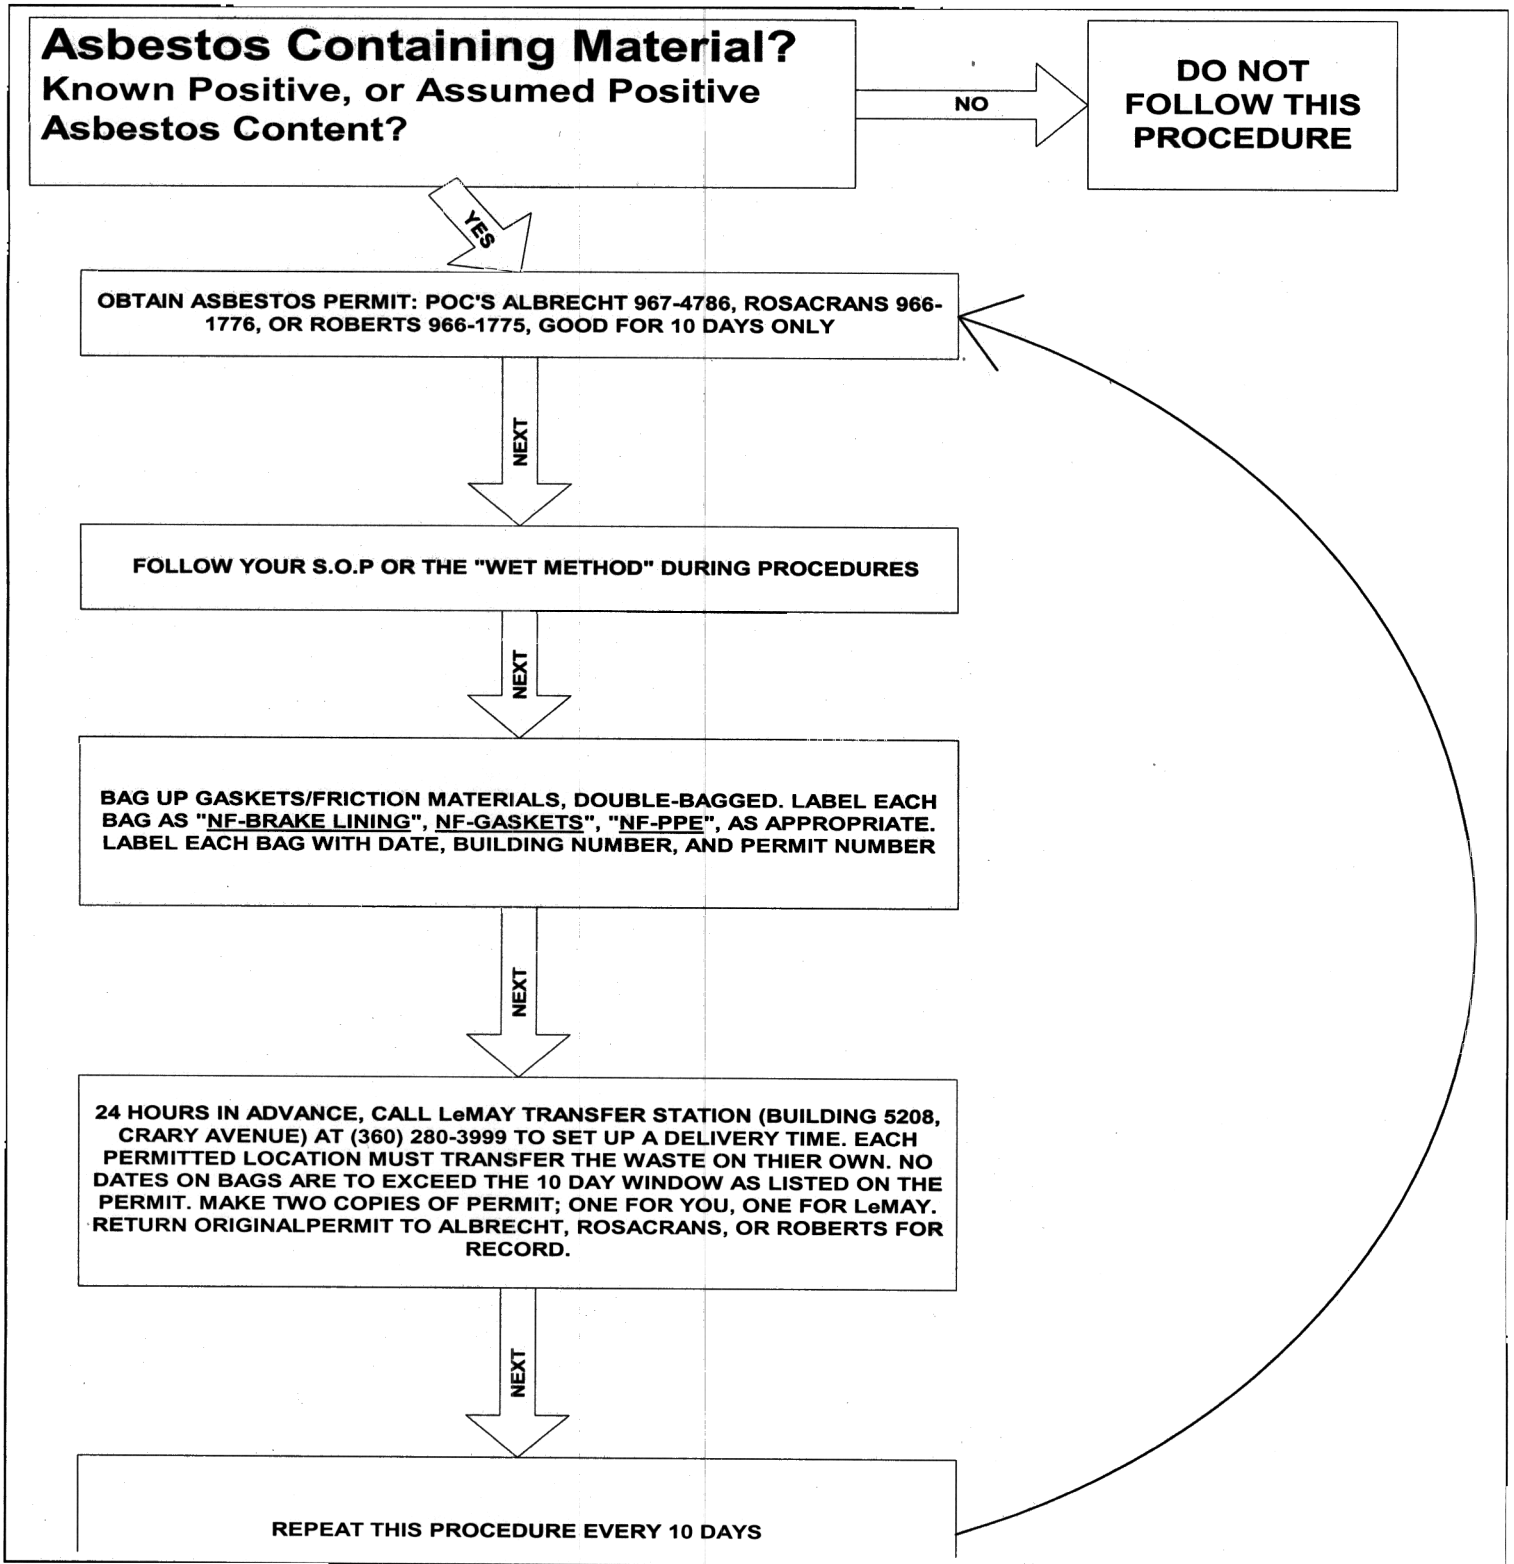 Asbestos Containing Material?
Known Positive, or Assumed Positive
Asbestos Content?
NO
DO NOT
FOLLOW THIS
PROCEDURE
YES
OBTAIN ASBESTOS PERMIT: POC'S ALBRECHT 967-4786, ROSACRANS 966-
1776, OR ROBERTS 966-1775, GOOD FOR 10 DAYS ONLY
NEXT
FOLLOW YOUR S.O.P OR THE "WET METHOD" DURING PROCEDURES
NEXT
BAG UP GASKETS/FRICTION MATERIALS, DOUBLE-BAGGED. LABEL EACH
BAG AS "NF-BRAKE LINING", NF-GASKETS", "NF-PPE", AS APPROPRIATE.
LABEL EACH BAG WITH DATE, BUILDING NUMBER, AND PERMIT NUMBER
NEXT
24 HOURS IN ADVANCE, CALL LeMAY TRANSFER STATION (BUILDING 5208,
CRARY AVENUE) AT (360) 280-3999 TO SET UP A DELIVERY TIME. EACH
PERMITTED LOCATION MUST TRANSFER THE WASTE ON THIER OWN. NO
DATES ON BAGS ARE TO EXCEED THE 10 DAY WINDOW AS LISTED ON THE
PERMIT. MAKE TWO COPIES OF PERMIT; ONE FOR YOU, ONE FOR LeMAY.
RETURN ORIGINALPERMIT TO ALBRECHT, ROSACRANS, OR ROBERTS FOR
RECORD.
NEXT
REPEAT THIS PROCEDURE EVERY 10 DAYS